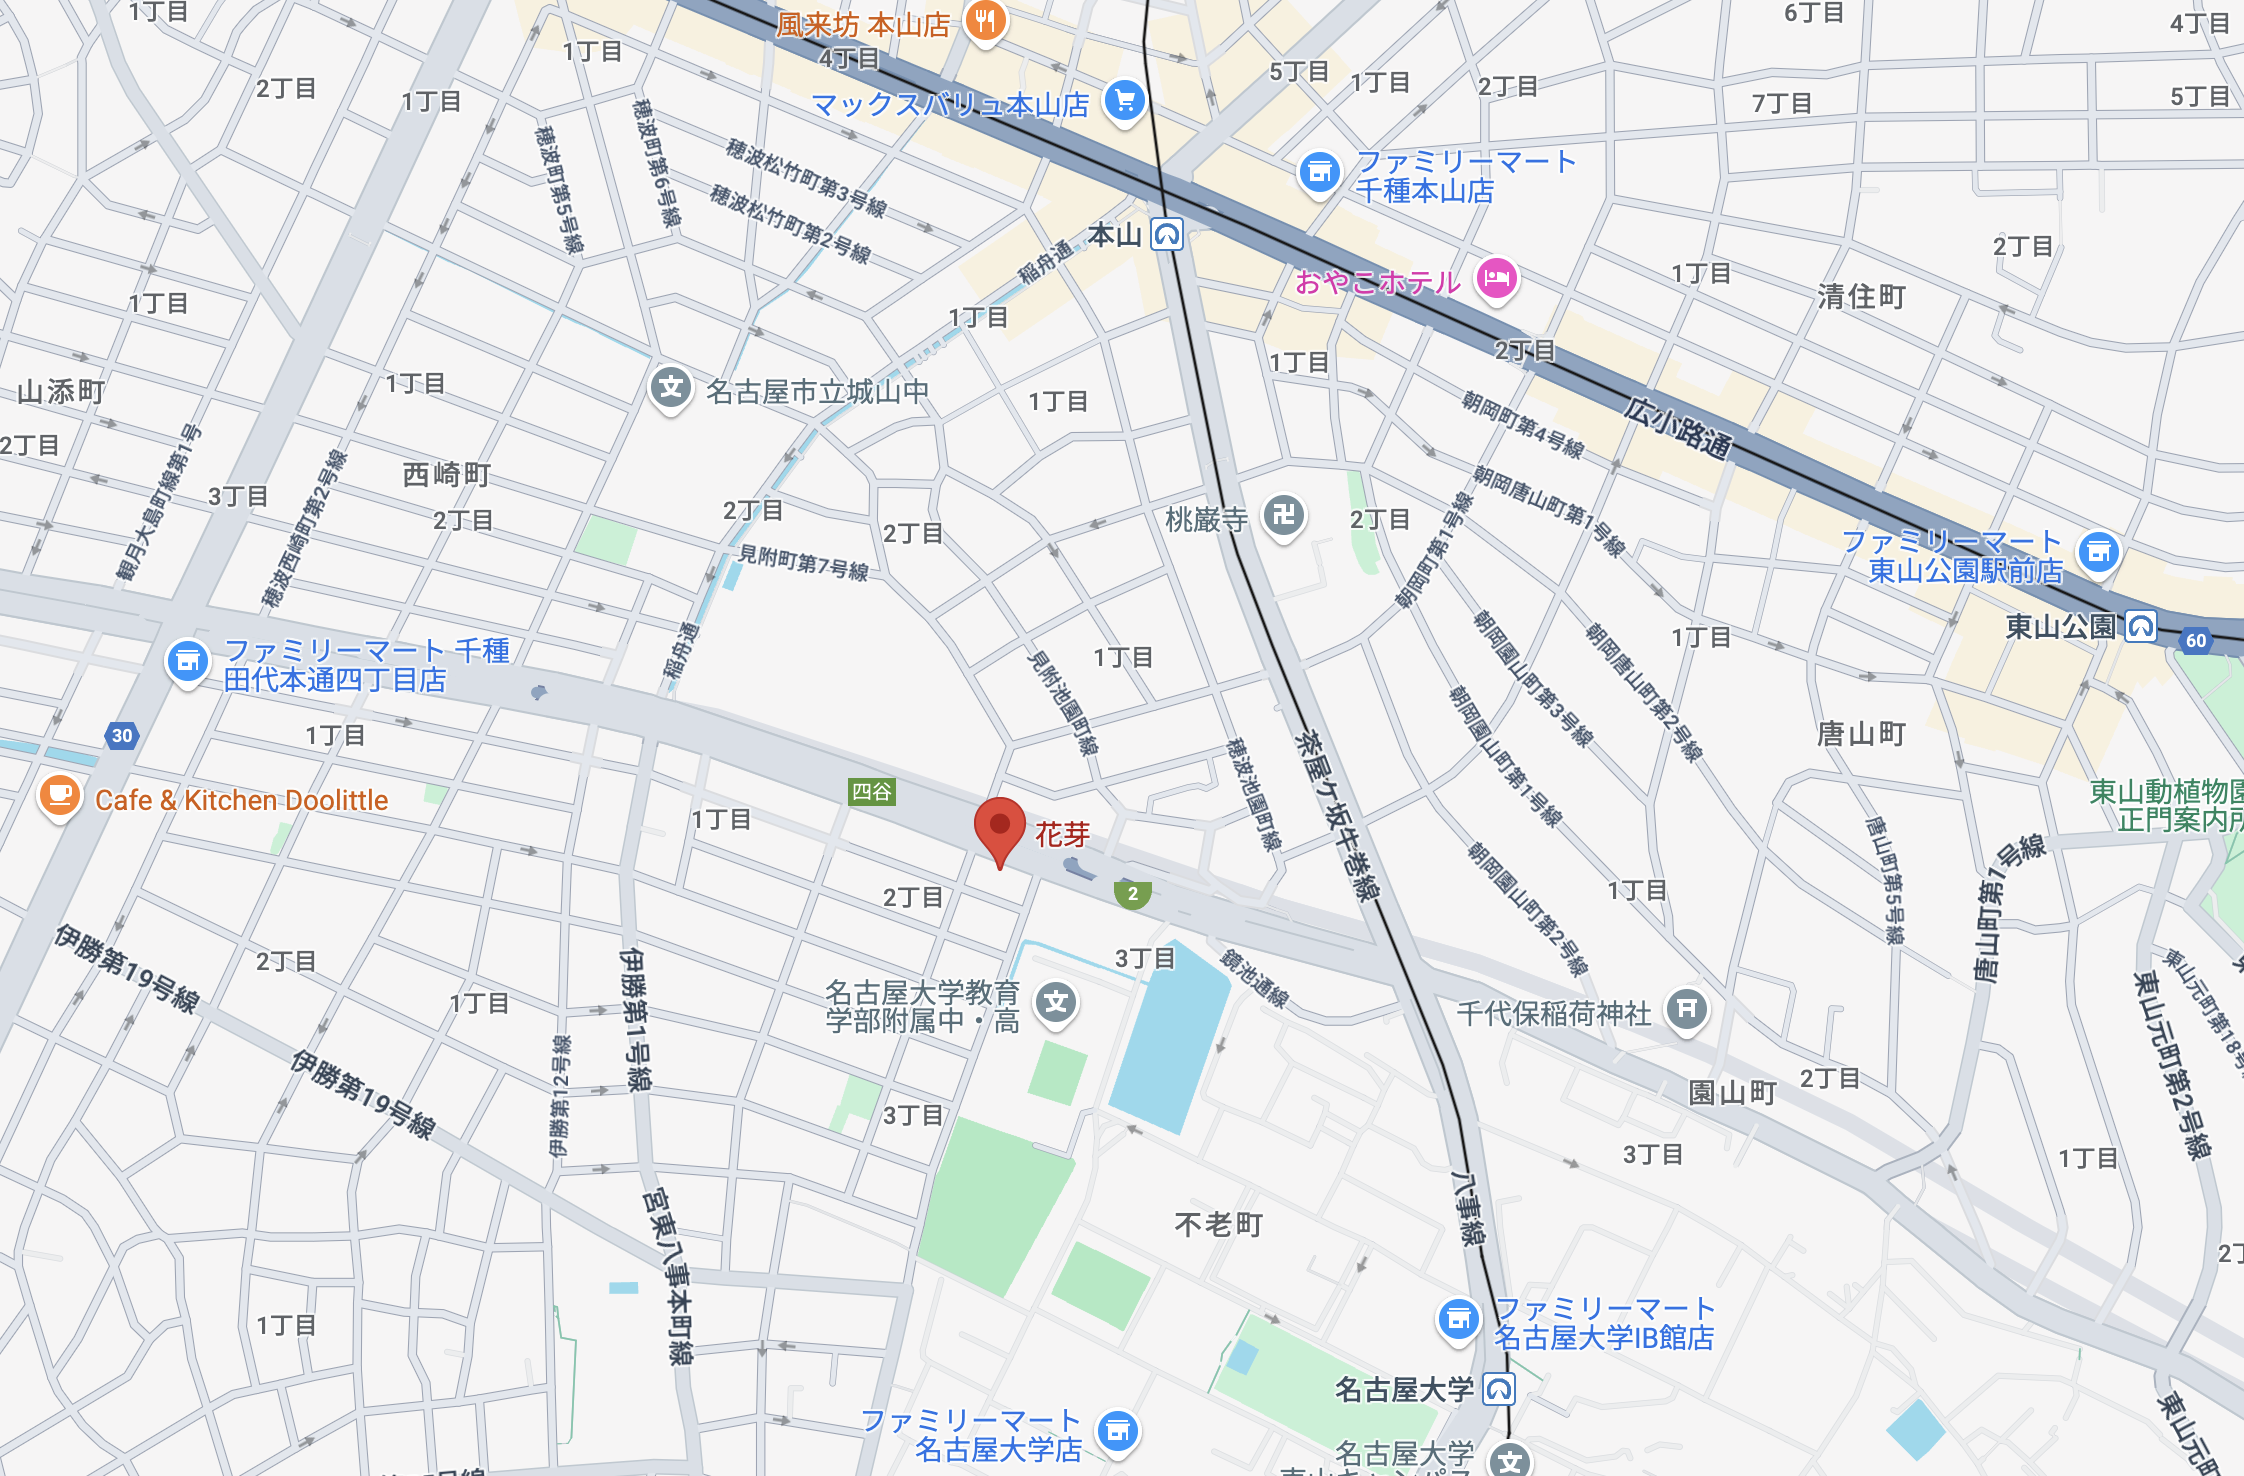 1丁目
風来坊 本山店
6丁目
4丁目
1丁目
4丁目
5丁目
1丁目
2丁目
2丁目
1丁目
マックスバリュ本山店
7丁目
5丁目
穂波町第5号線
穂波町第6号線
穂波松竹町第3号線
穂波松竹町第2号線
ファミリーマート
千種本山店
本山
稲舟通
おやこホテル
1丁目
2丁目
清住町
1丁目
1丁目
2丁目
1丁目
山添町
1丁目
名古屋市立城山中
1丁目
朝岡町第4号線
広小路通
2丁目
観月大島町線第1号
穂波西崎町第2号線
西崎町
3丁目
2丁目
2丁目
2丁目
桃巌寺
2丁目
朝岡町第1号線
朝岡唐山町第1号線
見附町第7号線
ファミリーマート
東山公園駅前店
東山公園
60
稲舟通
ファミリーマート 千種
田代本通四丁目店
1丁目
見附池園町線
朝岡園山町第3号線
朝岡唐山町第2号線
1丁目
30
1丁目
穂波池園町線
茶屋ケ坂牛巻線
朝岡園山町第1号線
唐山町
Cafe & Kitchen Doolittle
四谷
1丁目
花芽
東山動植物園
正門案内所
唐山町第5号線
唐山町第1号線
2丁目
2
朝岡園山町第2号線
1丁目
伊勝第19号線
2丁目
伊勝第1号線
1丁目
3丁目
鏡池通線
名古屋大学教育
学部附属中・高
千代保稲荷神社
東山元町第2号線
東山元町第18号
伊勝第19号線
伊勝第12号線
3丁目
園山町
2丁目
3丁目
1丁目
宮東八事本町線
不老町
八事線
1丁目
ファミリーマート
名古屋大学IB館店
名古屋大学
ファミリーマート
名古屋大学店
名古屋大学
東山元町